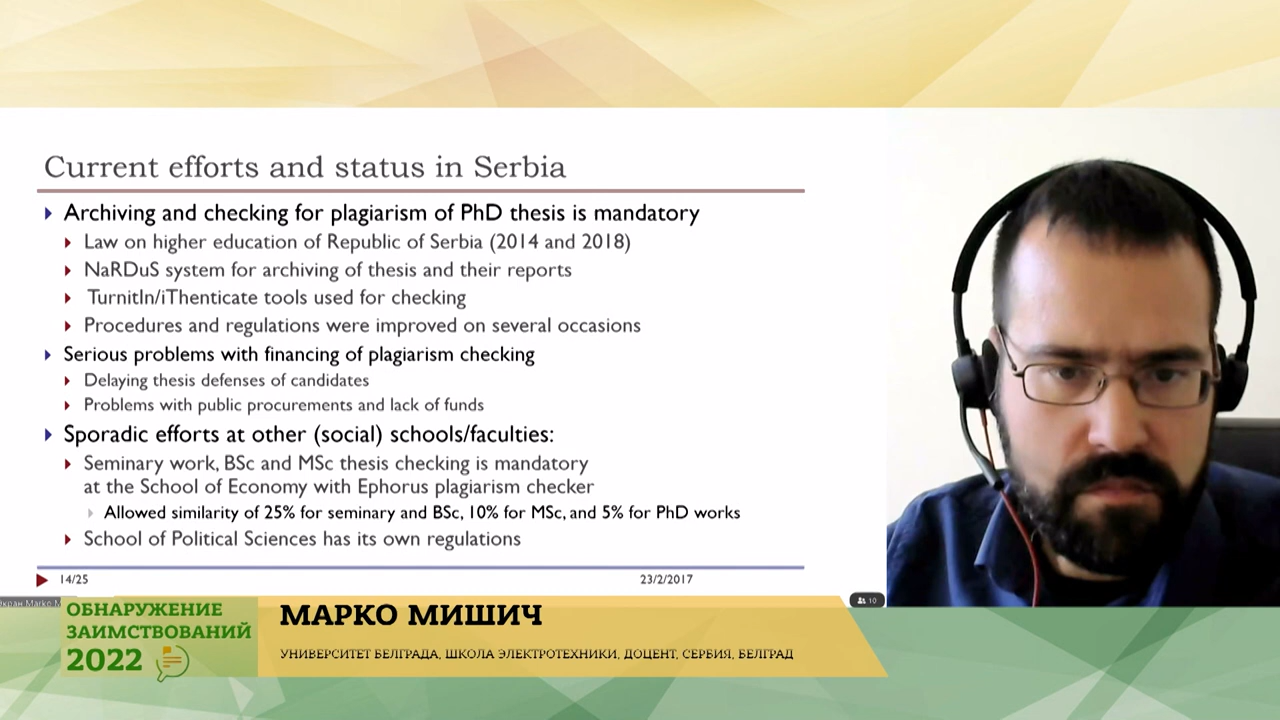 Current efforts and status in Serbia
Archiving and checking for plagiarism of PhD thesis is mandatory
Law on higher education of Republic of Serbia (2014 and 2018)
NaRDuS system for archiving of thesis and their reports
TurnitIn/iThenticate tools used for checking
Procedures and regulations were improved on several occasions
Serious problems with financing of plagiarism checking
Delaying thesis defenses of candidates
Problems with public procurements and lack of funds
Sporadic efforts at other (social) schools/faculties:
Seminary work, BSc and MSc thesis checking is mandatory
at the School of Economy with Ephorus plagiarism checker
Allowed similarity of 25% for seminary and BSc, 10% for MSc, and 5% for PhD works
School of Political Sciences has its own regulations
14/25
23/2/2017
Marko
10
ОБНАРУЖЕНИЕ
ЗАИМСТВОВАНИЙ
2022
МАРКО МИШИЧ
УНИВЕРСИТЕТ БЕЛГРАДА, ШКОЛА ЭЛЕКТРОТЕХНИКИ, ДОЦЕНТ, СЕРБИЯ, БЕЛГРАД